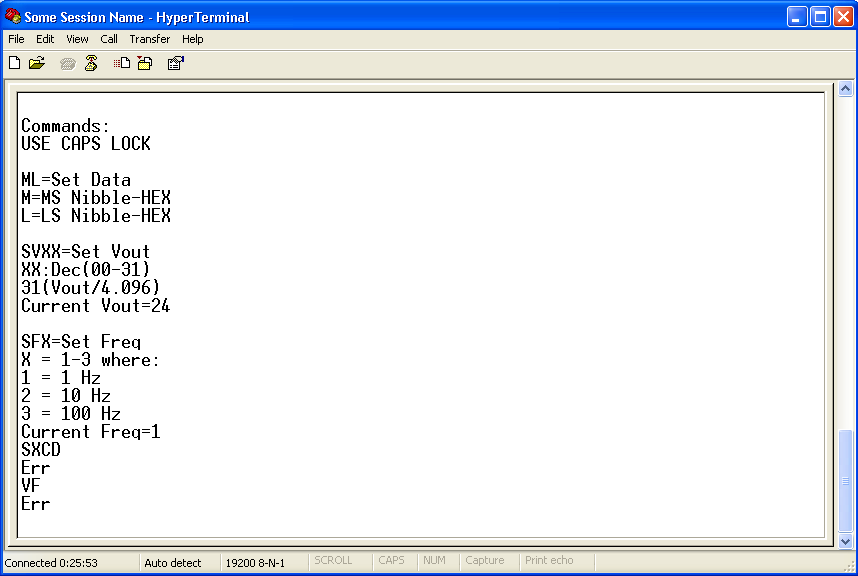 Some Session Name - HyperTerminal
File Edit View Call Transfer Help
Commands:
USE CAPS LOCK
ML=Set Data
M=MS Nibble-HEX
L=LS Nibble-HEX
SVXX=Set Vout
XX:Dec(00-31)
31(Vout/4.096)
Current Vout=24
SFX=Set Freq
X = 1-3 where:
1 = 1 Hz
2 = 10 Hz
3 = 100 Hz
Current Freq=1
SXCD
Err
VF
Err
Connected 0:25:53 Auto detect 19200 8-N-1 SCROLL CAPS NUM Capture Print echo